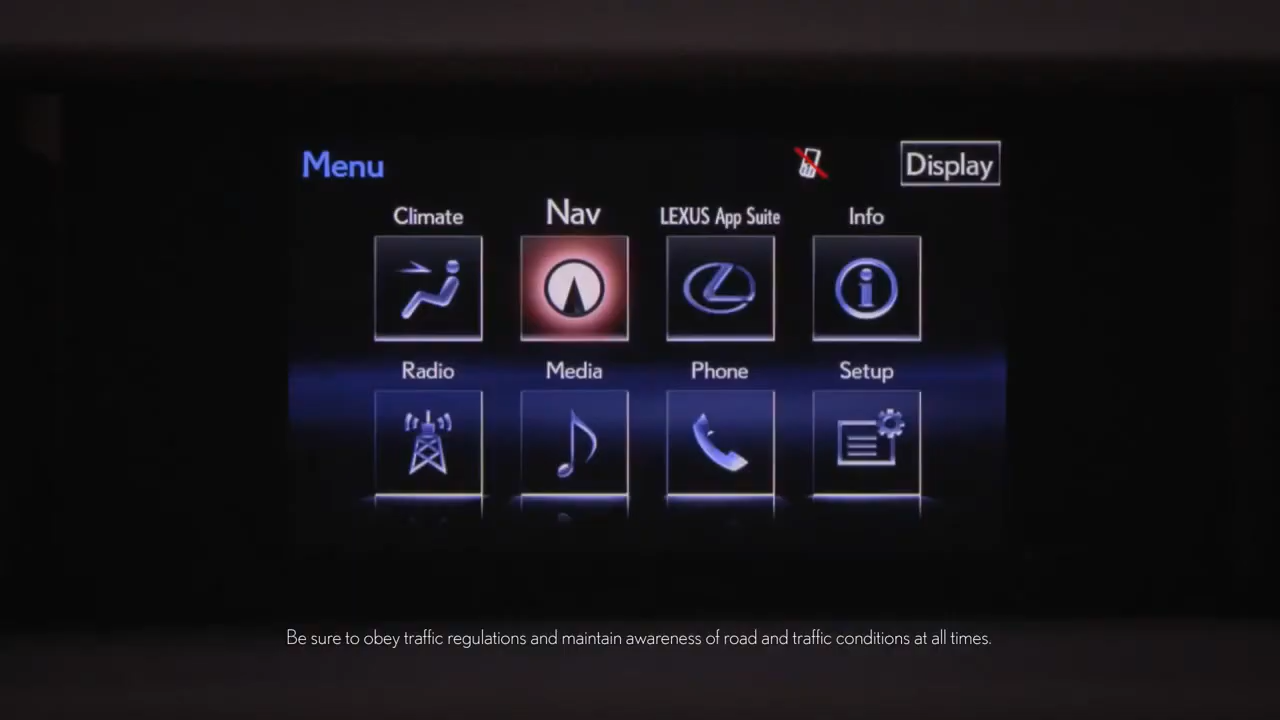 Menu
Display
Climate
Nav
LEXUS App Suite
Info
Radio
Media
Phone
Setup
Be sure to obey traffic regulations and maintain awareness of road and traffic conditions at all times.